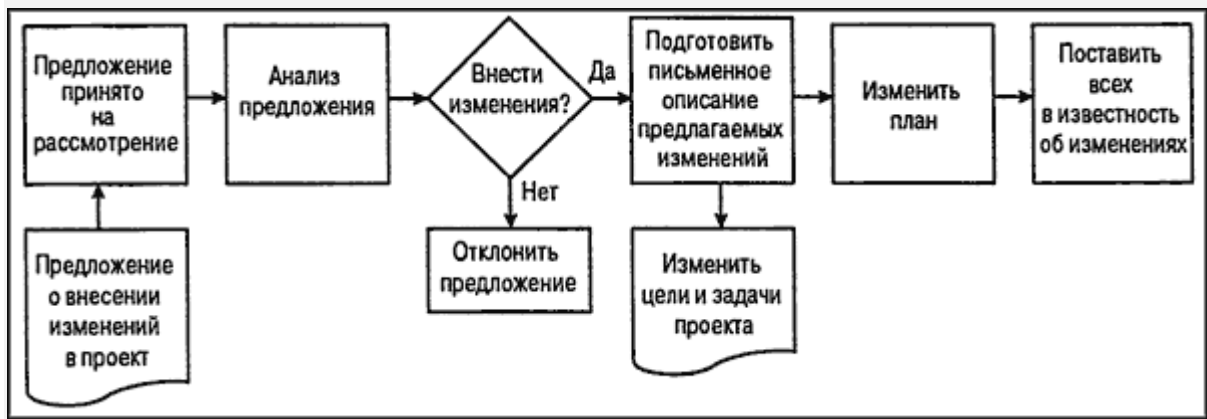 Предложение
принято
на
рассмотрение
Анализ
предложения
Внести
изменения?
Да
Нет
Подготовить
письменное
описание
предлагаемых
изменений
Изменить
план
Поставить
всех
в известность
об изменениях
Предложение
о внесении
изменений
в проект
Отклонить
предложение
Изменить
цели и задачи
проекта